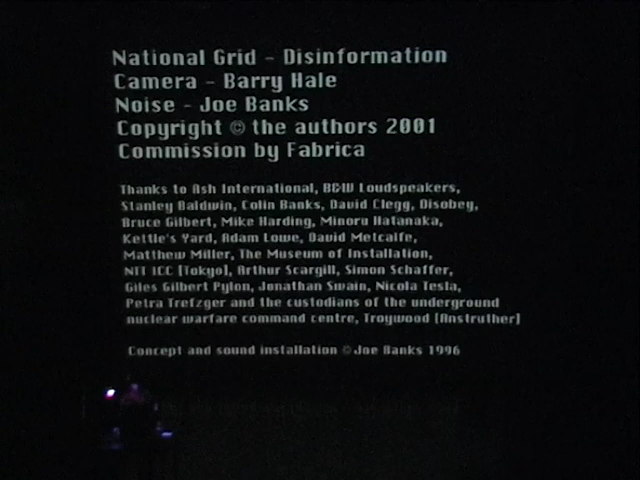 National Grid - Disinformation
Camera - Barry Hale
Noise - Joe Banks
Copyright © the authors 2001
Commission by Fabrica
Thanks to Ash International, B&W Loudspeakers,
Stanley Baldwin, Colin Banks, David Clegg, Disobey,
Bruce Gilbert, Mike Harding, Minoru Hatanaka,
Kettle's Yard, Adam Lowe, David Metcalfe,
Matthew Miller, The Museum of Installation,
NTT ICC [Tokyo], Arthur Scargill, Simon Schaffer,
Giles Gilbert Pylon, Jonathan Swain, Nicola Tesla,
Petra Trefzger and the custodians of the underground
nuclear warfare command centre, Troywood [Anstruther]
Concept and sound installation © Joe Banks 1996